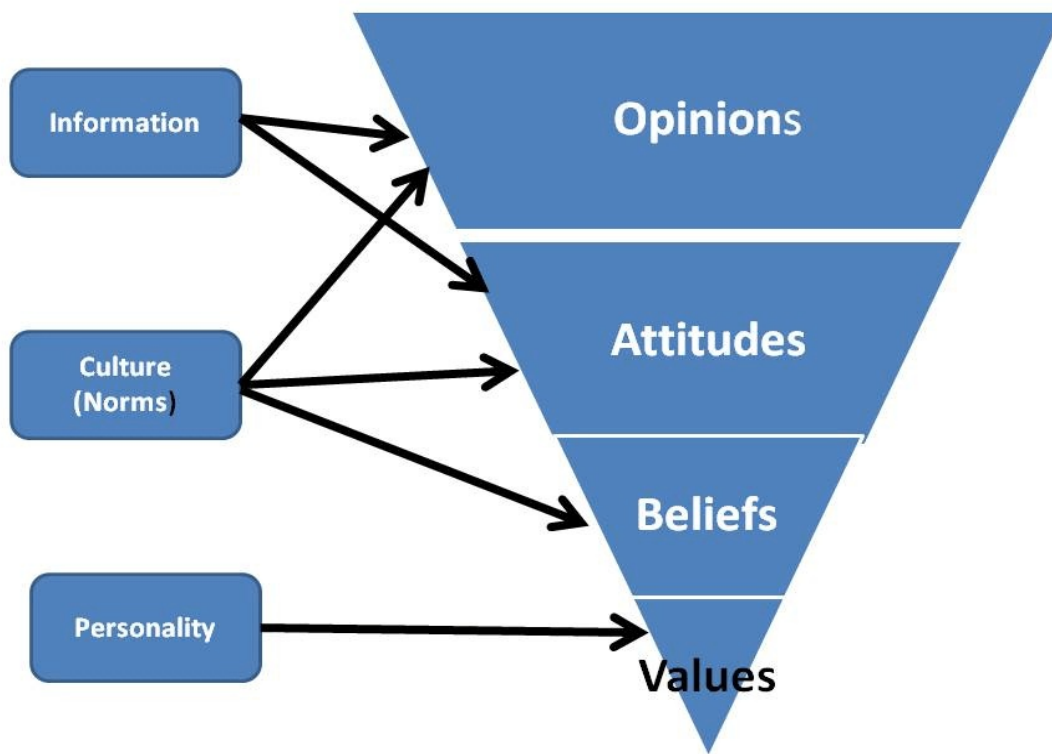 Information
Culture
(Norms)
Personality
Opinions
Attitudes
Beliefs
Values